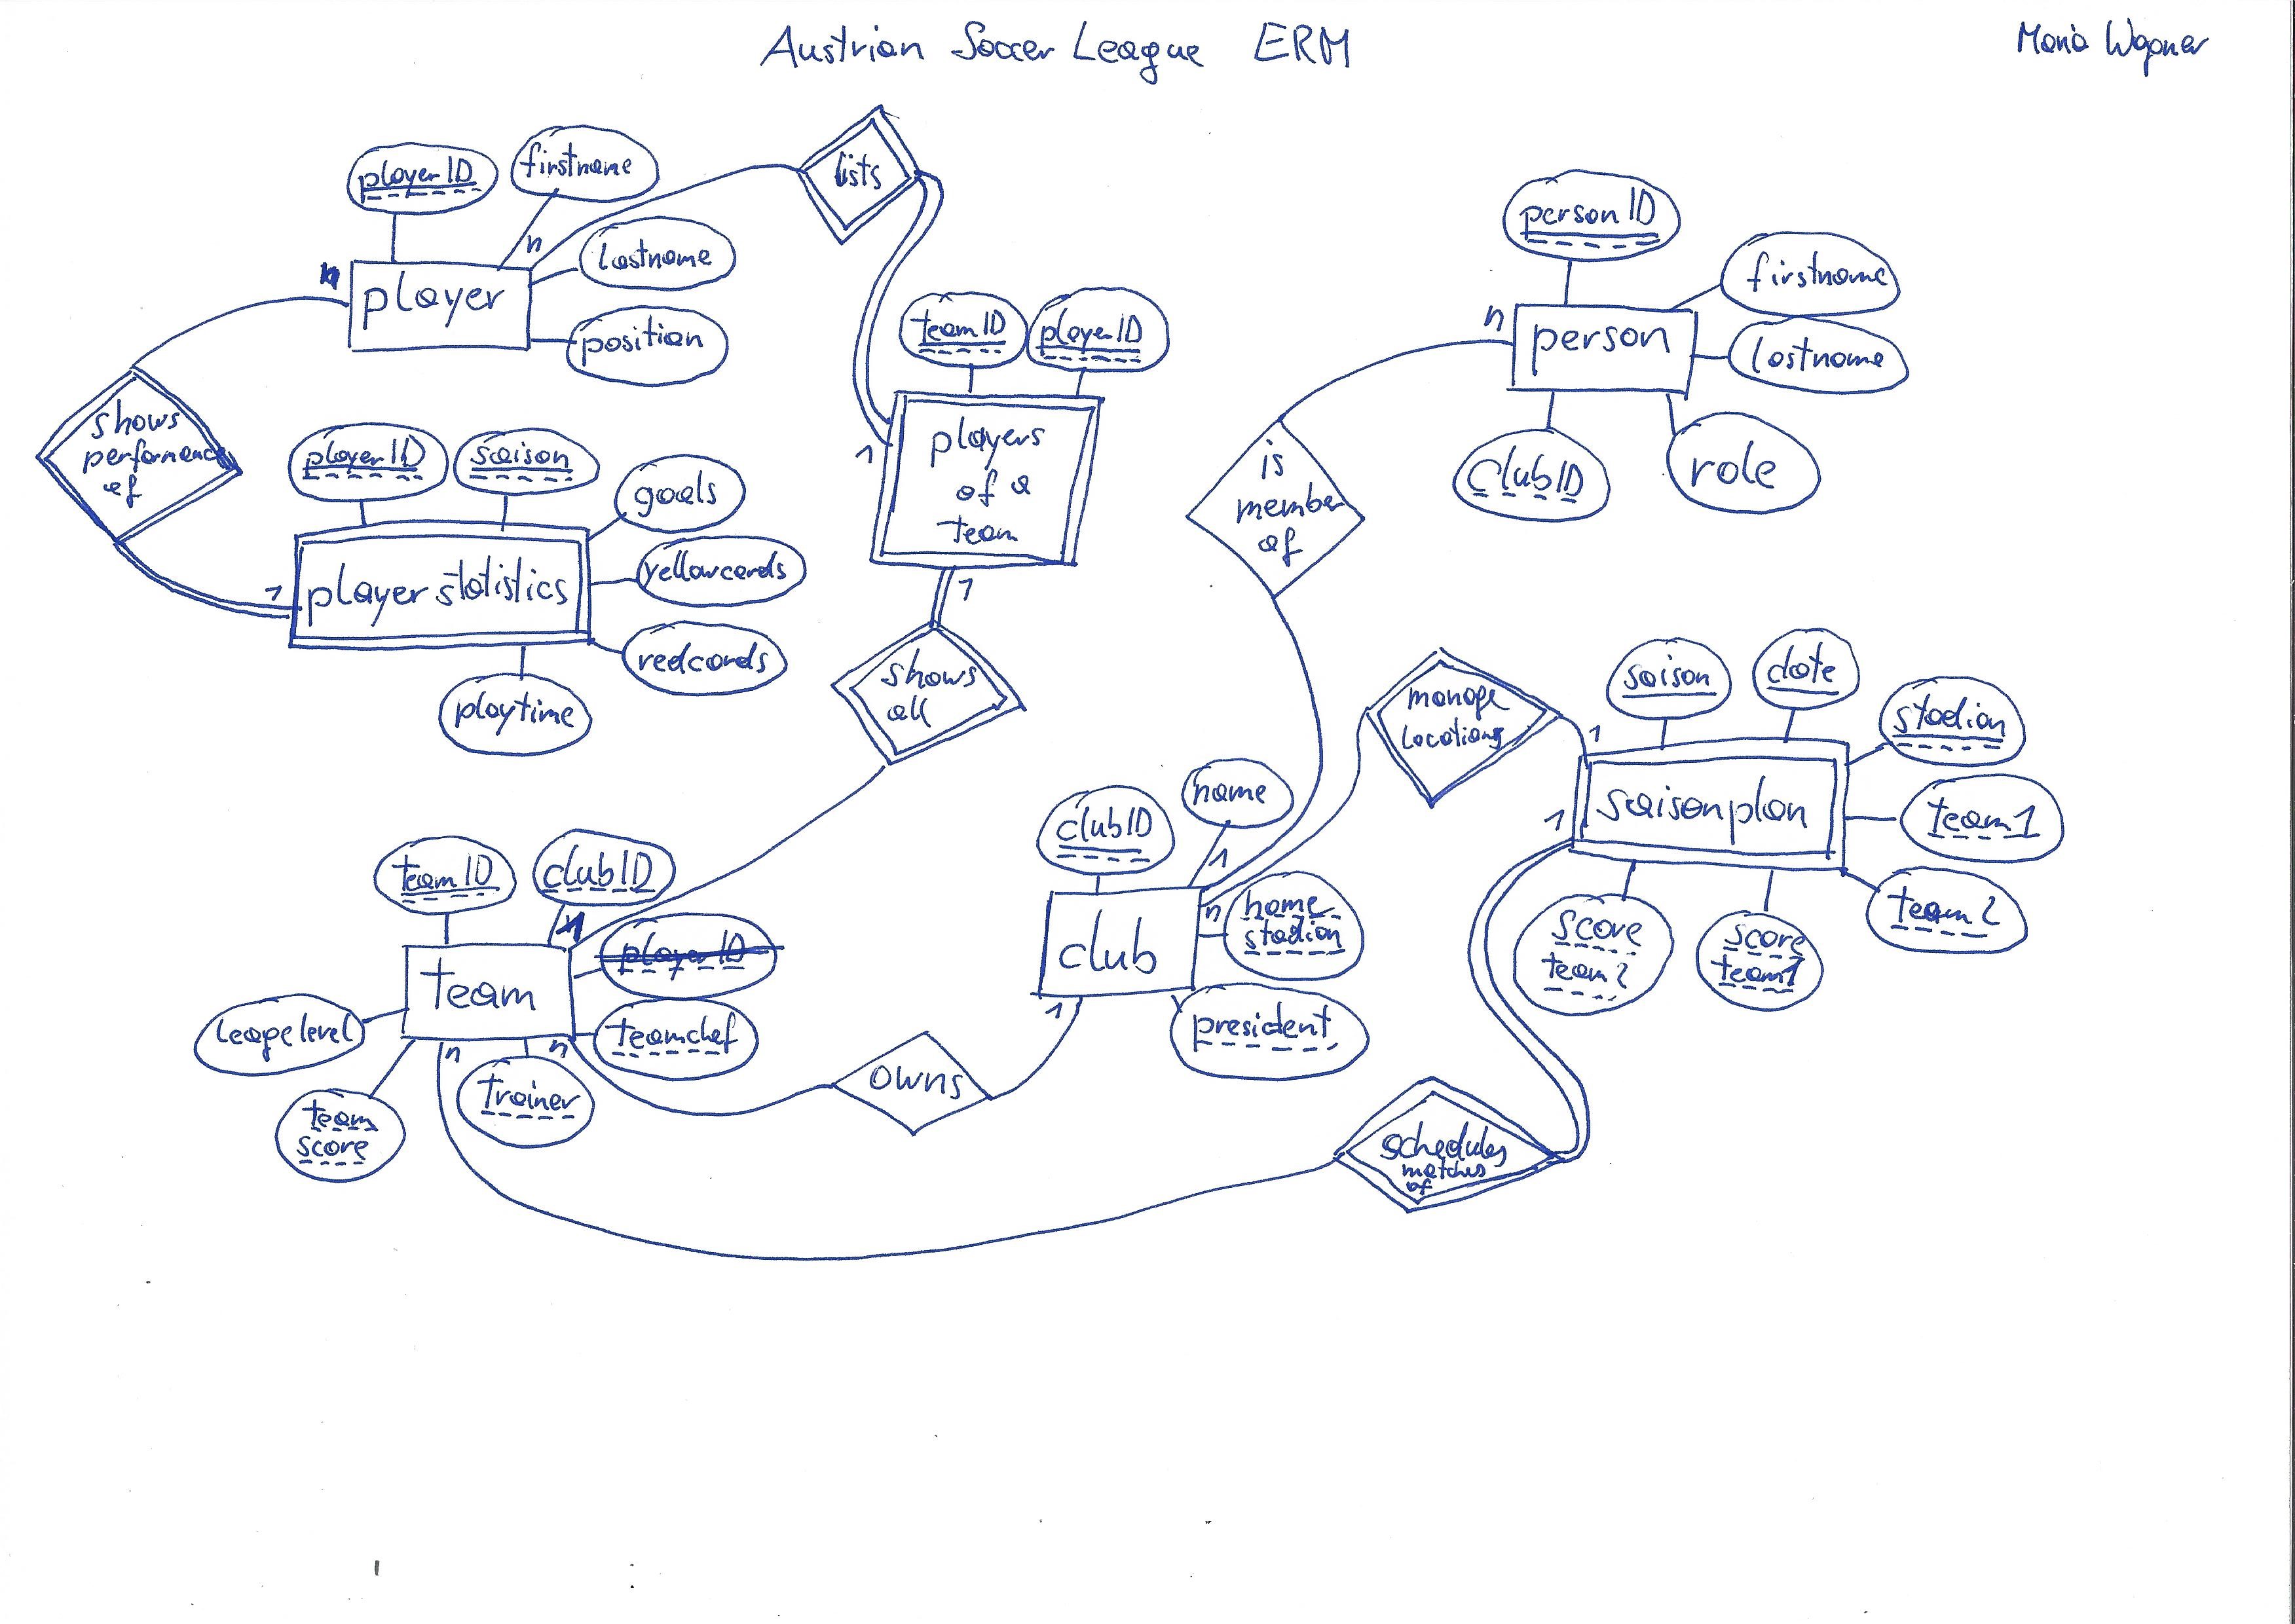 Austrian Soccer League ERM
Maria Wagner
playerID
firstname
lastname
position
n
n
player
lists
shows
performance
of
playerID
saison
goals
yellowcards
redcards
playtime
1
player statistics
teamID
playerID
1
players
of a
team
1
shows
all
personID
firstname
lastname
clubID
role
n
person
is
member
of
manage
locations
saison
date
stadion
team1
team2
score
team2
score
team1
1
1
saisonplan
clubID
name
1
n
home
stadion
president
1
club
teamID
clubID
playerID
teamchef
trainer
team
score
leage level
n
n
team
owns
schedules
matches
of